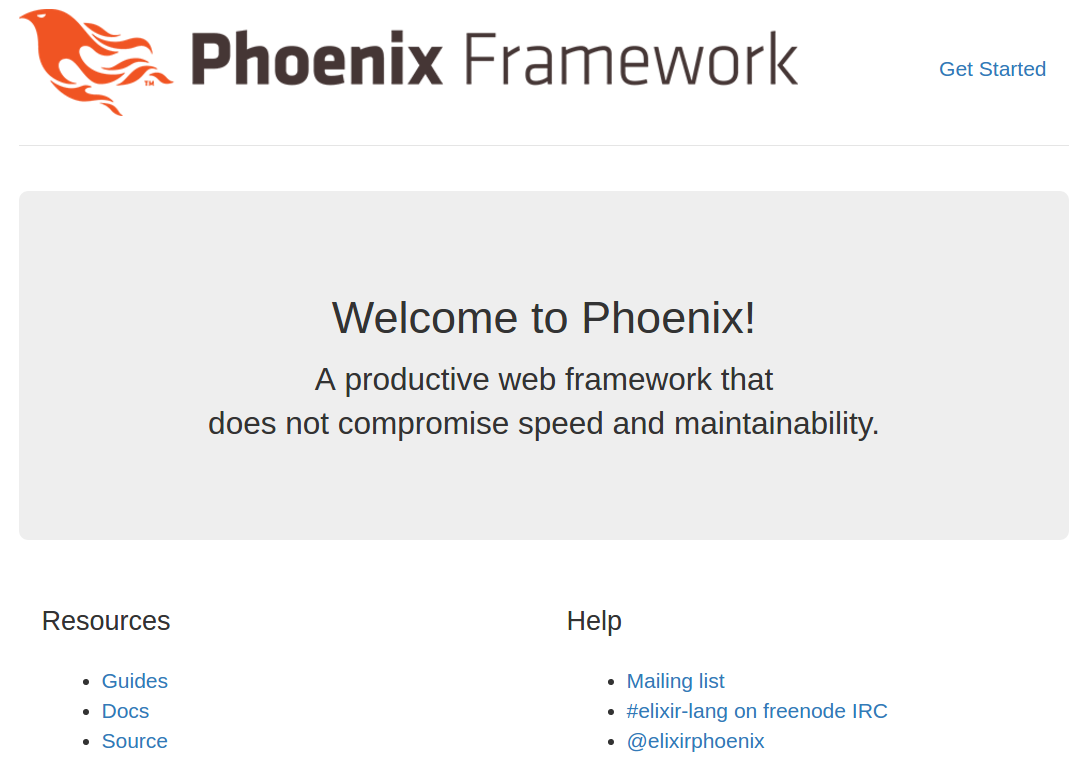 Phoenix Framework
TM
Get Started
Welcome to Phoenix!
A productive web framework that
does not compromise speed and maintainability.
Resources
Guides
Docs
Source
Help
Mailing list
#elixir-lang on freenode IRC
@elixirphoenix